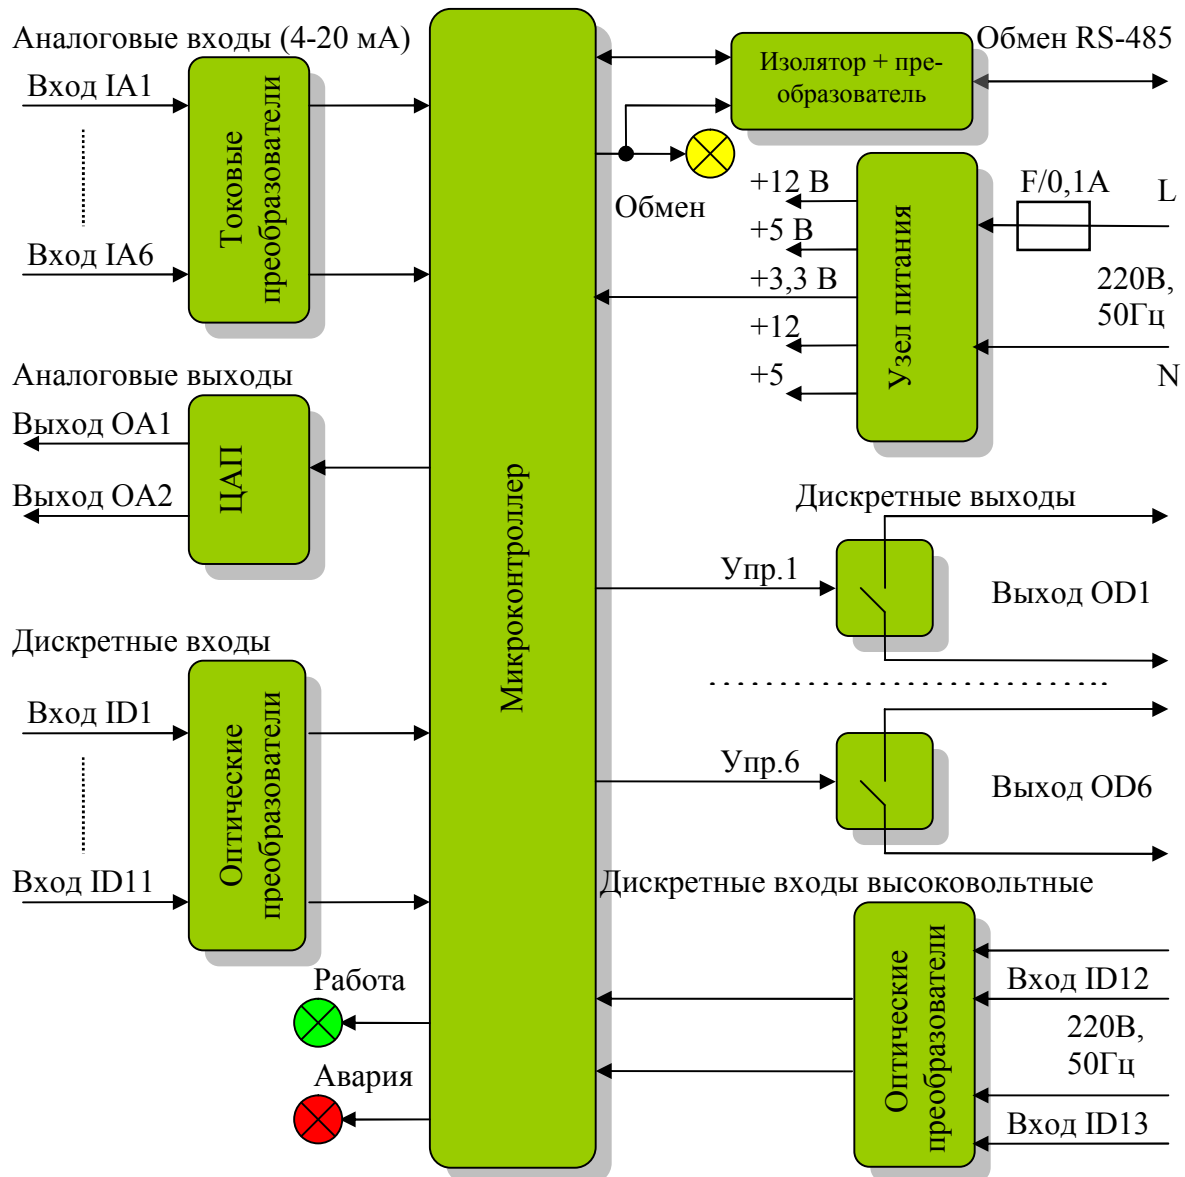 Аналоговые входы (4-20 мА)
Вход IA1
Вход IA6
Токовые
преобразователи
Аналоговые выходы
Выход OA1
Выход OA2
ЦАП
Дискретные входы
Вход ID1
Вход ID11
Оптические
преобразователи
Работа
Авария
Микроконтроллер
Изолятор + пре-
образователь
Обмен RS-485
Обмен
+12 В
+5 В
+3,3 В
+12
+5
Узел питания
F/0,1А
L
220В,
50Гц
N
Дискретные выходы
Упр.1
Выход OD1
Упр.6
Выход OD6
Дискретные входы высоковольтные
Оптические
преобразователи
Вход ID12
220В,
50Гц
Вход ID13